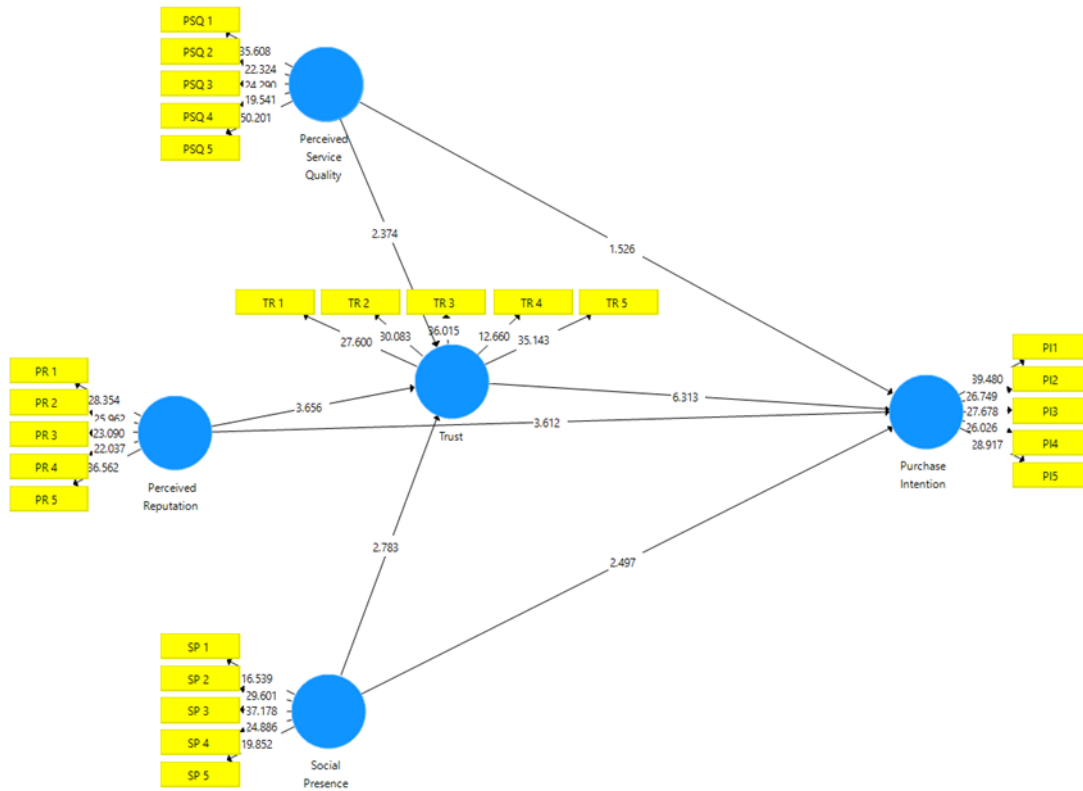 PSQ 1
PSQ 2
PSQ 3
PSQ 4
PSQ 5
35.608
22.324
24.290
19.541
50.201
Perceived
Service
Quality
2.374
1.526
TR 1
TR 2
TR 3
TR 4
TR 5
27.600
30.083
36.015
12.660
35.143
Trust
PR 1
PR 2
PR 3
PR 4
PR 5
28.354
25.962
23.090
22.037
36.562
Perceived
Reputation
3.656
6.313
3.612
PI1
PI2
PI3
PI4
PI5
39.480
26.749
27.678
26.026
28.917
Purchase
Intention
2.783
2.497
SP 1
SP 2
SP 3
SP 4
SP 5
16.539
29.601
37.178
24.886
19.852
Social
Presence